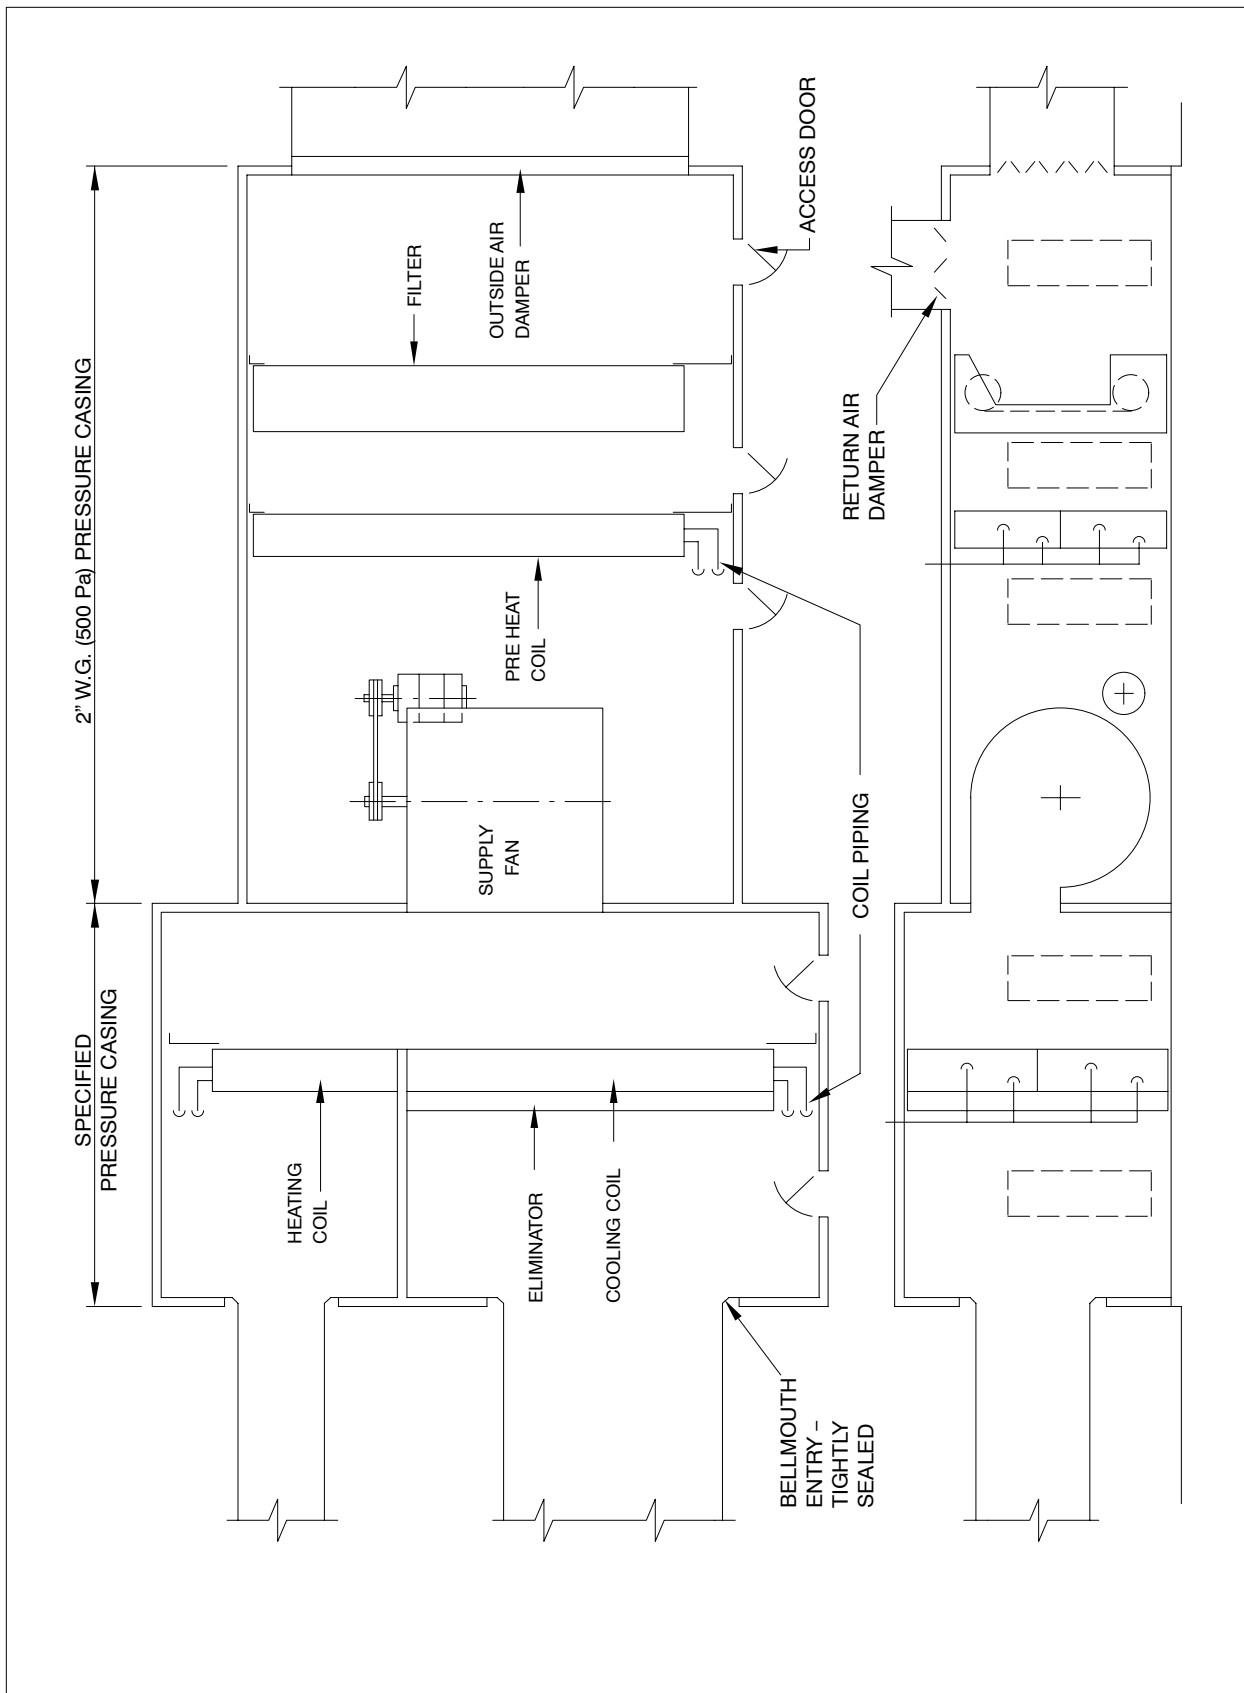 2” W.G. (500 Pa) PRESSURE CASING
SPECIFIED
PRESSURE CASING
HEATING
COIL
FILTER
SUPPLY
FAN
OUTSIDE AIR
DAMPER
PRE HEAT
COIL
ELIMINATOR
COOLING COIL
ACCESS DOOR
BELLMOUTH
ENTRY –
TIGHTLY
SEALED
COIL PIPING
RETURN AIR
DAMPER